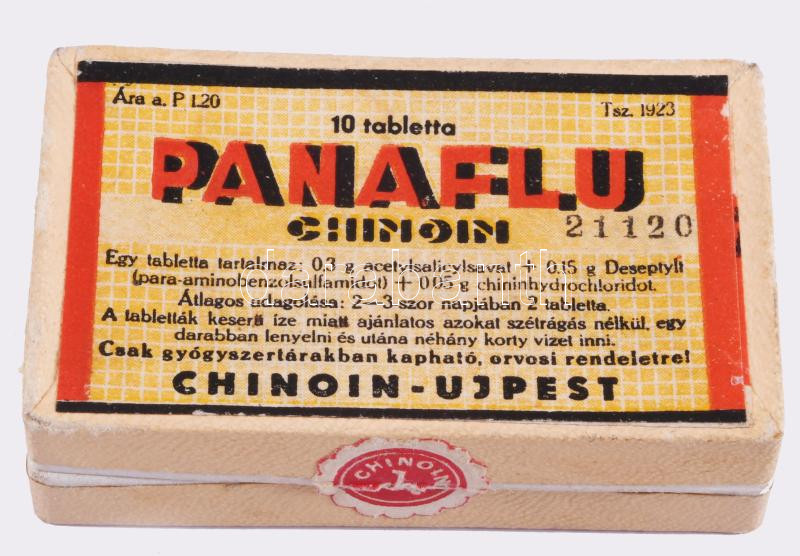 Ára a. P 1.20
Tsz. 1923
10 tabletta
PANAFLU
CHINOIN
21120
Egy tabletta tartalmaz: 0.3 g acetylsalicylsavat + 0.15 g Deseptylt
(para-aminobenzolsulfamidot) + 0.05 g chininhydrochloridot.
Átlagos adagolása: 2—3 szor napjában 2 tabletta.
A tabletták keserű íze miatt ajánlatos azokat szétrágás nélkül, egy
darabban lenyelni és utána néhány korty vizet inni.
Csak gyógyszertárakban kapható, orvosi rendeletre!
CHINOIN-UJPEST
CHINOIN
darabanth